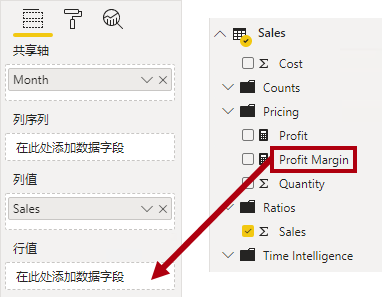 共享轴
Month
列序列
在此处添加数据字段
列值
Sales
行值
在此处添加数据字段
Sales
Σ Cost
Counts
Pricing
Profit
Profit Margin
Σ Quantity
Ratios
Σ Sales
Time Intelligence